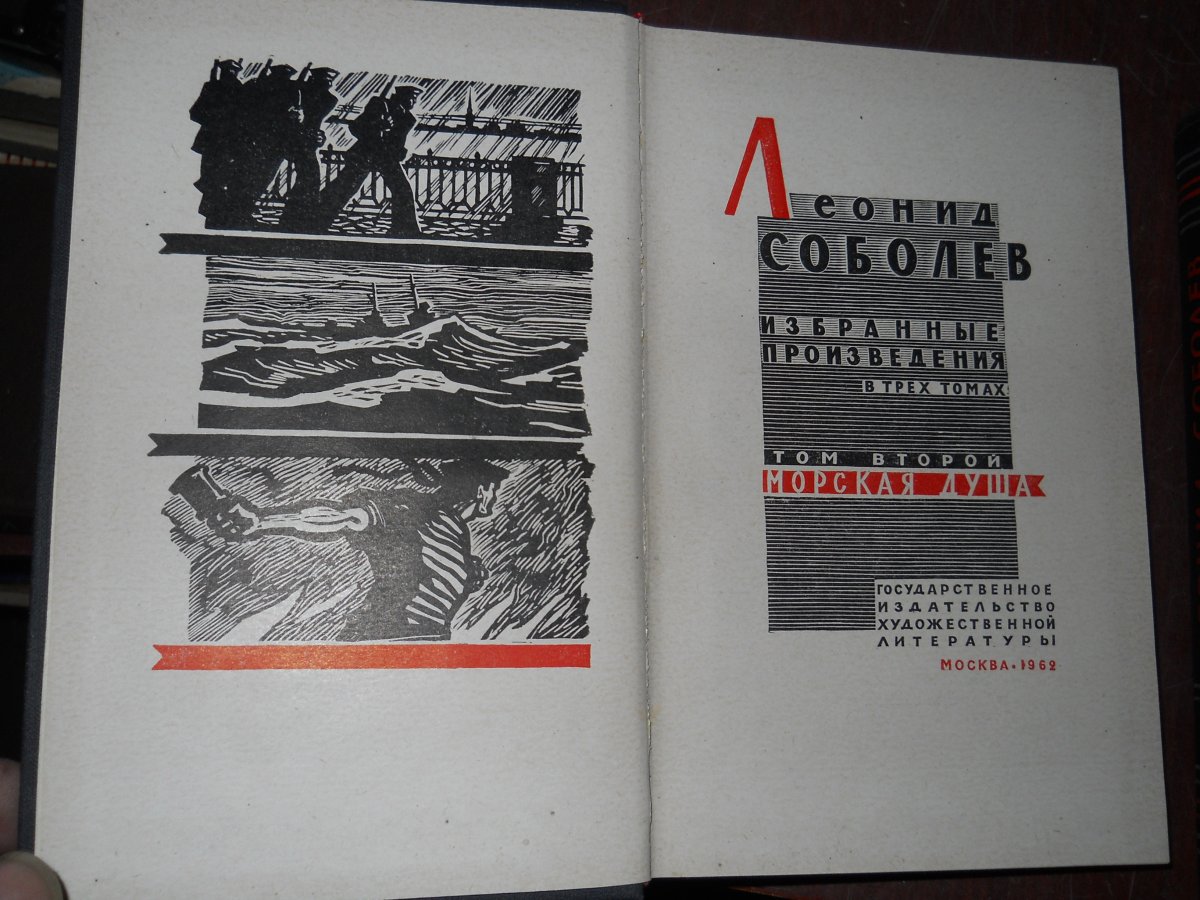 Леонид
СОБОЛЕВ
ИЗБРАННЫЕ
ПРОИЗВЕДЕНИЯ
В ТРЕХ ТОМАХ
ТОМ ВТОРОЙ
МОРСКАЯ ДУША
ГОСУДАРСТВЕННОЕ
ИЗДАТЕЛЬСТВО
ХУДОЖЕСТВЕННОЙ
ЛИТЕРАТУРЫ
МОСКВА·1962